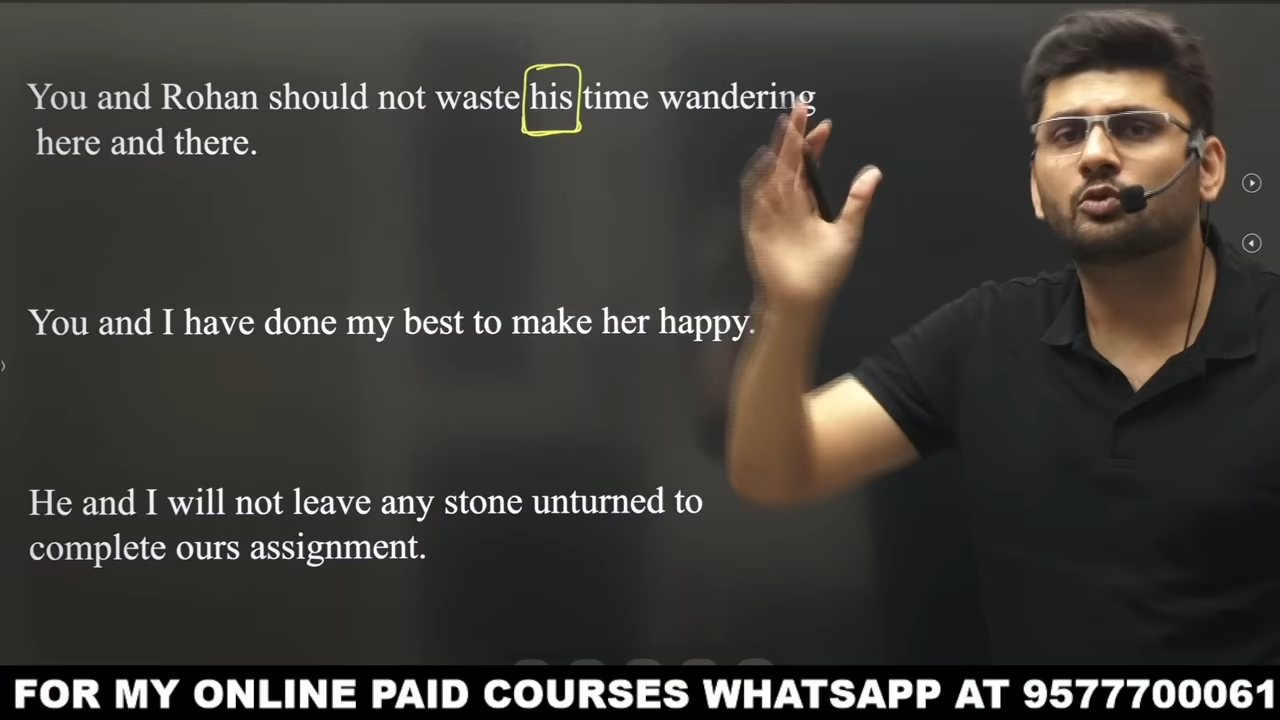 You and Rohan should not waste his time wandering
here and there.
You and I have done my best to make her happy.
He and I will not leave any stone unturned to
complete ours assignment.
FOR MY ONLINE PAID COURSES WHATSAPP AT 9577700061